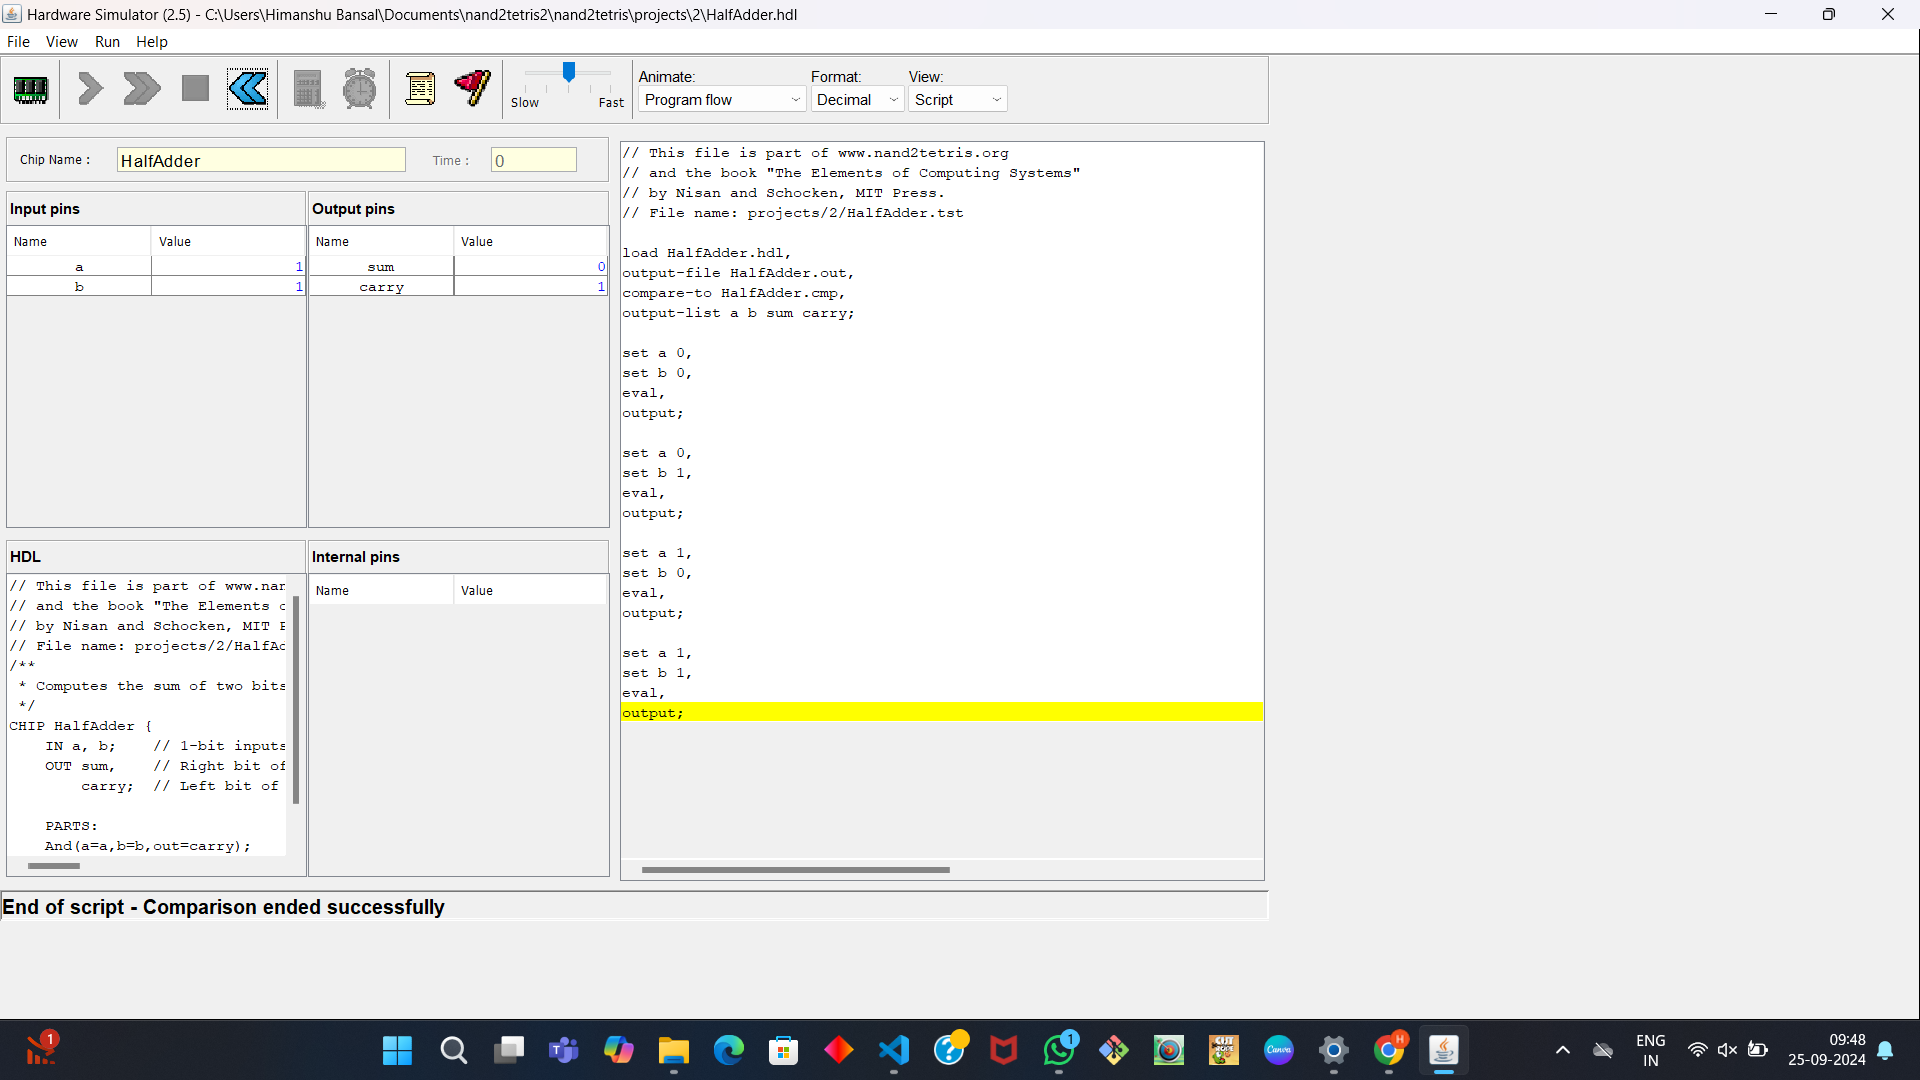 Hardware Simulator (2.5) - C:\Users\Himanshu Bansal\Documents\nand2tetris2\nand2tetris\projects\2\HalfAdder.hdl
File View Run Help
Slow Fast
Animate:
Program flow
Format:
Decimal
View:
Script
Chip Name :
HalfAdder
Time :
0
Input pins
Name Value
a 1
b 1
Output pins
Name Value
sum 0
carry 1
HDL
// This file is part of www.nan
// and the book "The Elements o
// by Nisan and Schocken, MIT P
// File name: projects/2/HalfAd
/**
* Computes the sum of two bits
*/
CHIP HalfAdder {
IN a, b; // 1-bit inputs
OUT sum, // Right bit of
carry; // Left bit of
PARTS:
And(a=a,b=b,out=carry);
Internal pins
Name Value
// This file is part of www.nand2tetris.org
// and the book "The Elements of Computing Systems"
// by Nisan and Schocken, MIT Press.
// File name: projects/2/HalfAdder.tst
load HalfAdder.hdl,
output-file HalfAdder.out,
compare-to HalfAdder.cmp,
output-list a b sum carry;
set a 0,
set b 0,
eval,
output;
set a 0,
set b 1,
eval,
output;
set a 1,
set b 0,
eval,
output;
set a 1,
set b 1,
eval,
output;
End of script - Comparison ended successfully
1
T
1
Canva
H
ENG
IN
09:48
25-09-2024